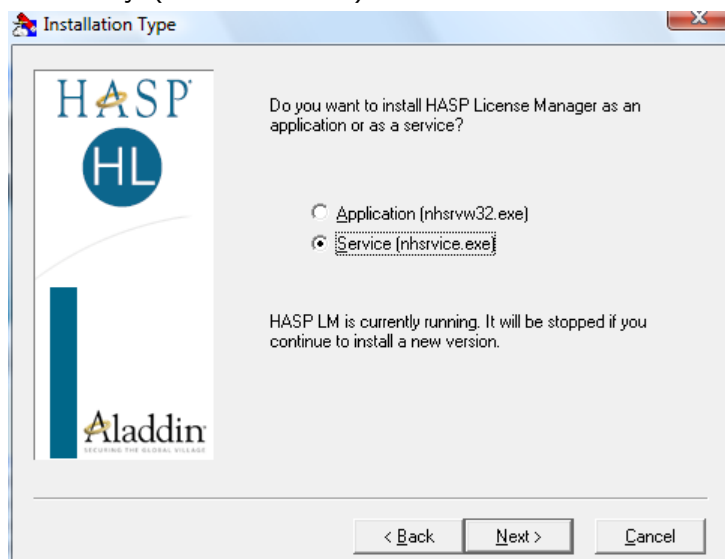 Installation Type
HASP
HL
Do you want to install HASP License Manager as an
application or as a service?
Application (nhsrvw32.exe)
Service (nhsrvice.exe)
HASP LM is currently running. It will be stopped if you
continue to install a new version.
Aladdin
SECURING THE GLOBAL VILLAGE
< Back
Next >
Cancel